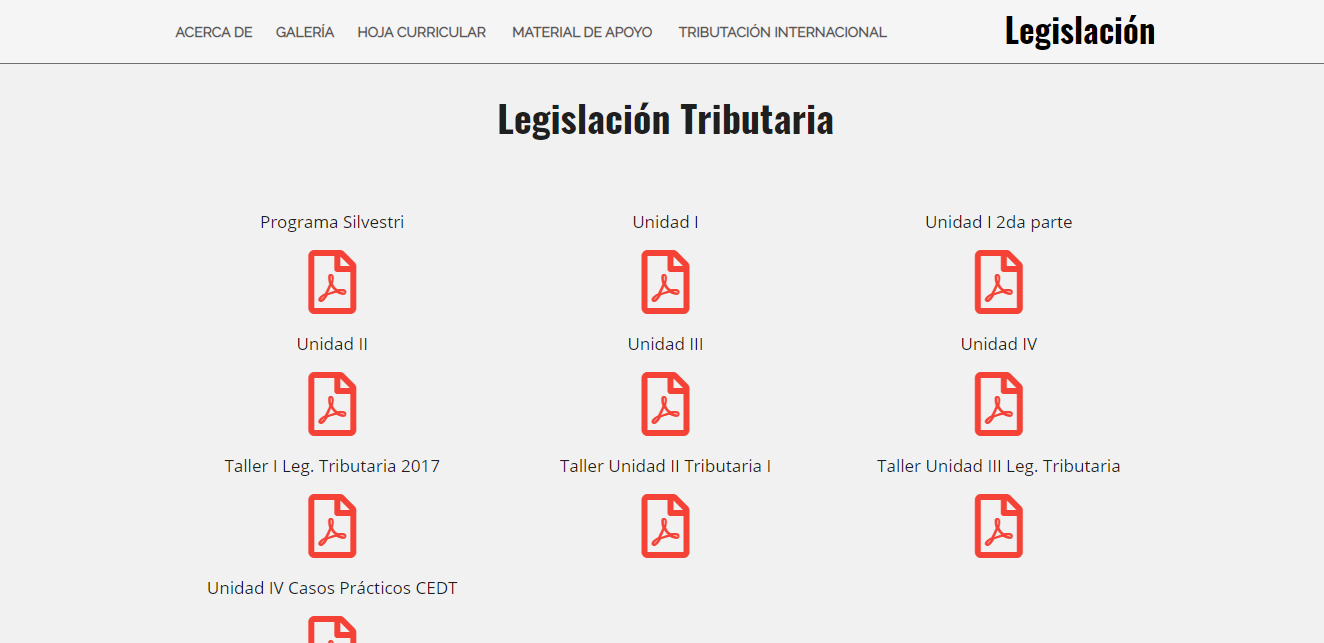 ACERCA DE GALERÍA HOJA CURRICULAR MATERIAL DE APOYO TRIBUTACIÓN INTERNACIONAL Legislación
Legislación Tributaria
Programa Silvestri Unidad I Unidad I 2da parte
Unidad II Unidad III Unidad IV
Taller I Leg. Tributaria 2017 Taller Unidad II Tributaria I Taller Unidad III Leg. Tributaria
Unidad IV Casos Prácticos CEDT